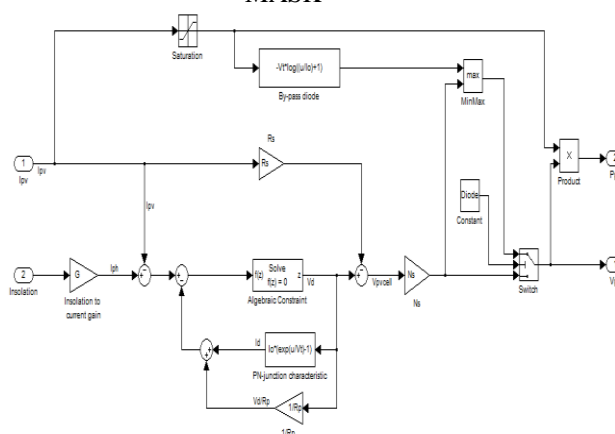 MASK
Saturation
-Vt*log((u/Io)+1)
By-pass diode
max
MinMax
Rs
Rs
1
Ipv
Ipv
X
Product
2
Ipv
Diode
Constant
2
Insolation
G
Iph
Insolation to
current gain
f(z)
Solve
f(z) = 0
z
Algebraic Constraint
Vd
Vpvcell
Ns
Ns
Switch
Id
Io*(exp(u/Vt)-1)
PN-junction characteristic
Vd/Rp
1/Rp
1/Rp